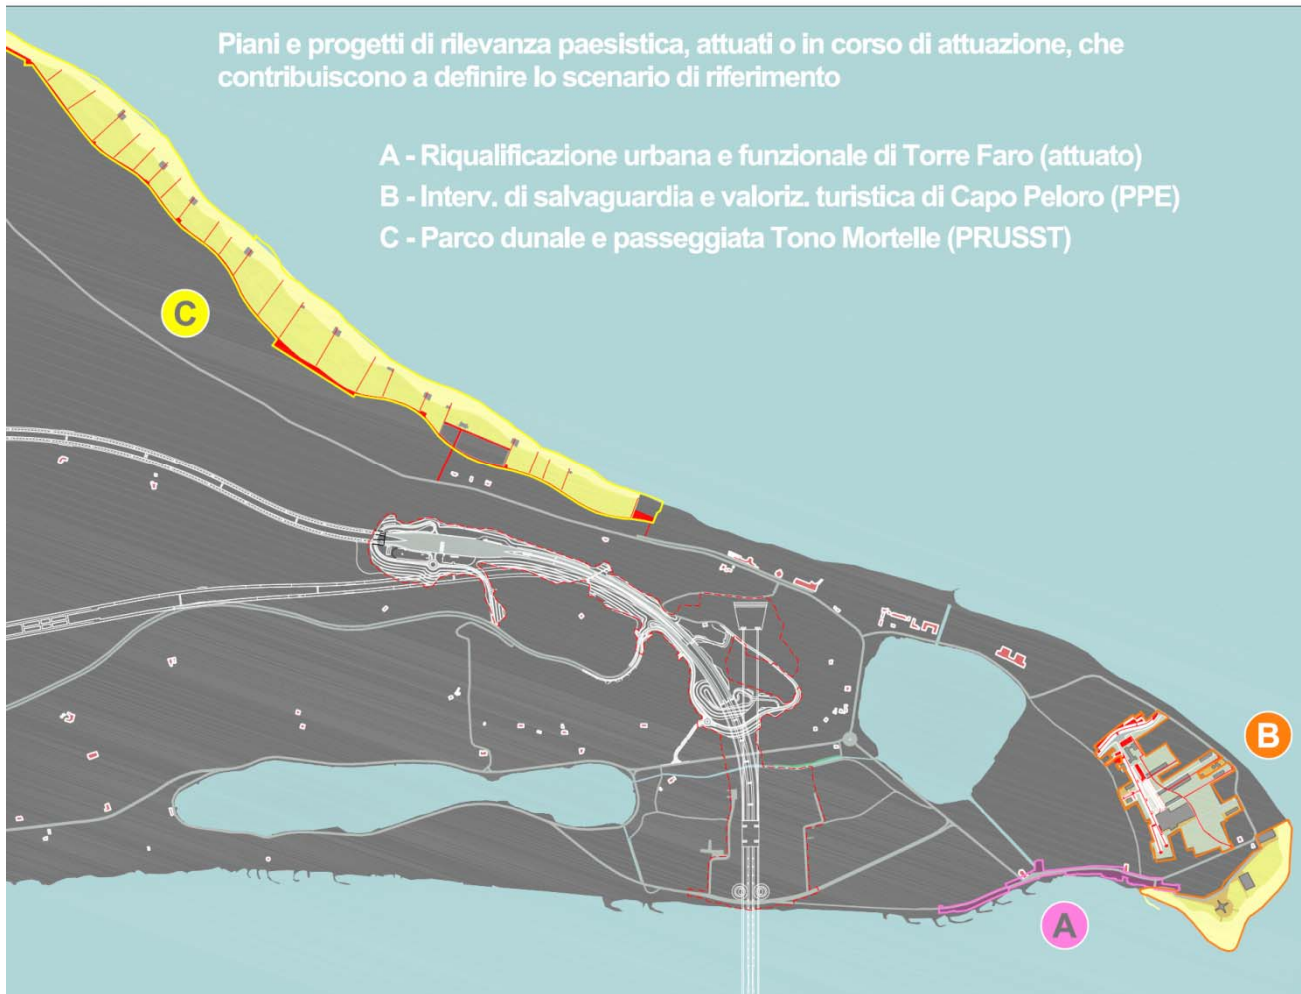 Piani e progetti di rilevanza paesistica, attuati o in corso di attuazione, che
contribuiscono a definire lo scenario di riferimento
A - Riqualificazione urbana e funzionale di Torre Faro (attuato)
B - Interv. di salvaguardia e valoriz. turistica di Capo Peloro (PPE)
C - Parco dunale e passeggiata Tono Mortelle (PRUSST)
C
B
A